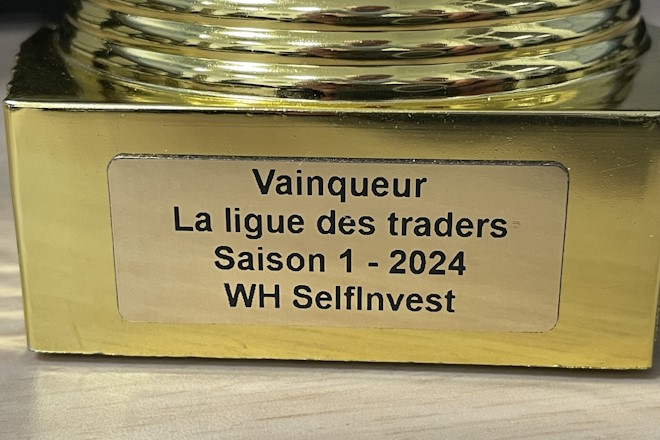 Vainqueur
La ligue des traders
Saison 1 - 2024
WH SelfInvest